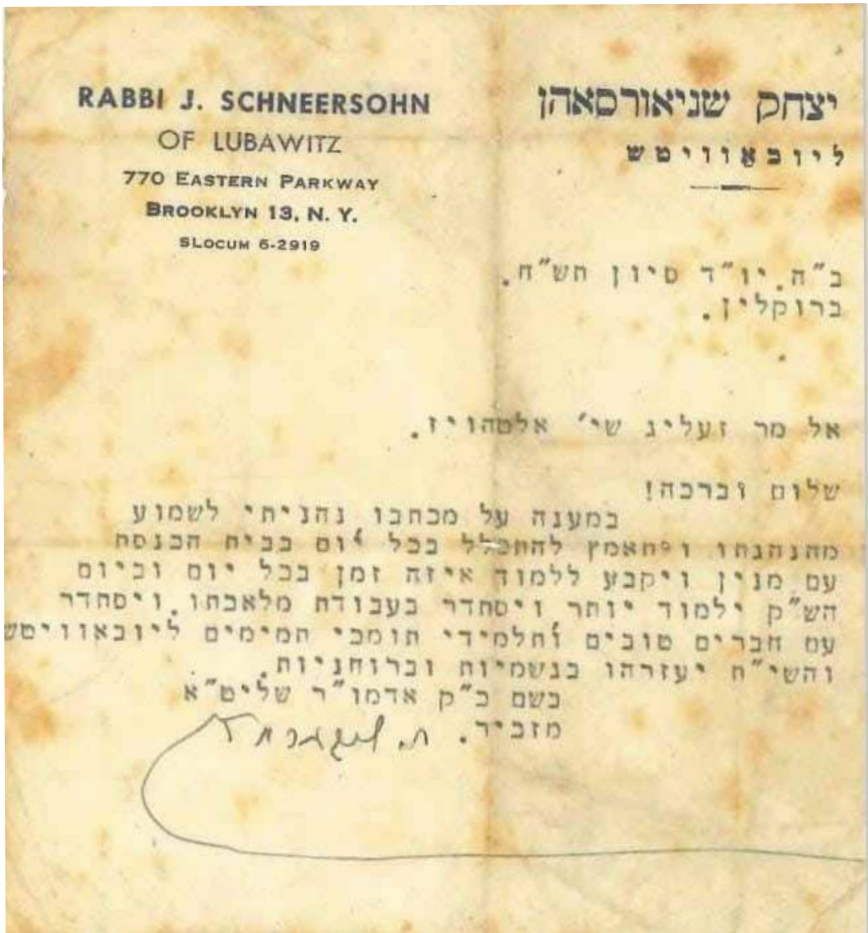 RABBI J. SCHNEERSOHN
OF LUBAWITZ
770 EASTERN PARKWAY
BROOKLYN 13, N. Y.
SLOCUM 6-2919
יצחק שניאורסאהן
ליובאוויטש
ב"ה. יו"ד סיון תש"ח.
ברוקלין.
אל מר זעליג שי' אלטהויז.
שלום וברכה!
במענה על מכתבו נהניתי לשמוע
מהנהגתו ויתאמץ להתפלל בכל יום בבית הכנסת
עם מנין ויקבע ללמוד איזה זמן בכל יום וביום
הש"ק ילמוד יותר, ויסתדר בעבודת מלאכתו, ויסתדר
עם חברים טובים ותלמידי תומכי תמימים ליובאוויטש
והשי"ת יעזרהו בגשמיות וברוחניות.
בשם כ"ק אדמו"ר שליט"א
מזכיר.